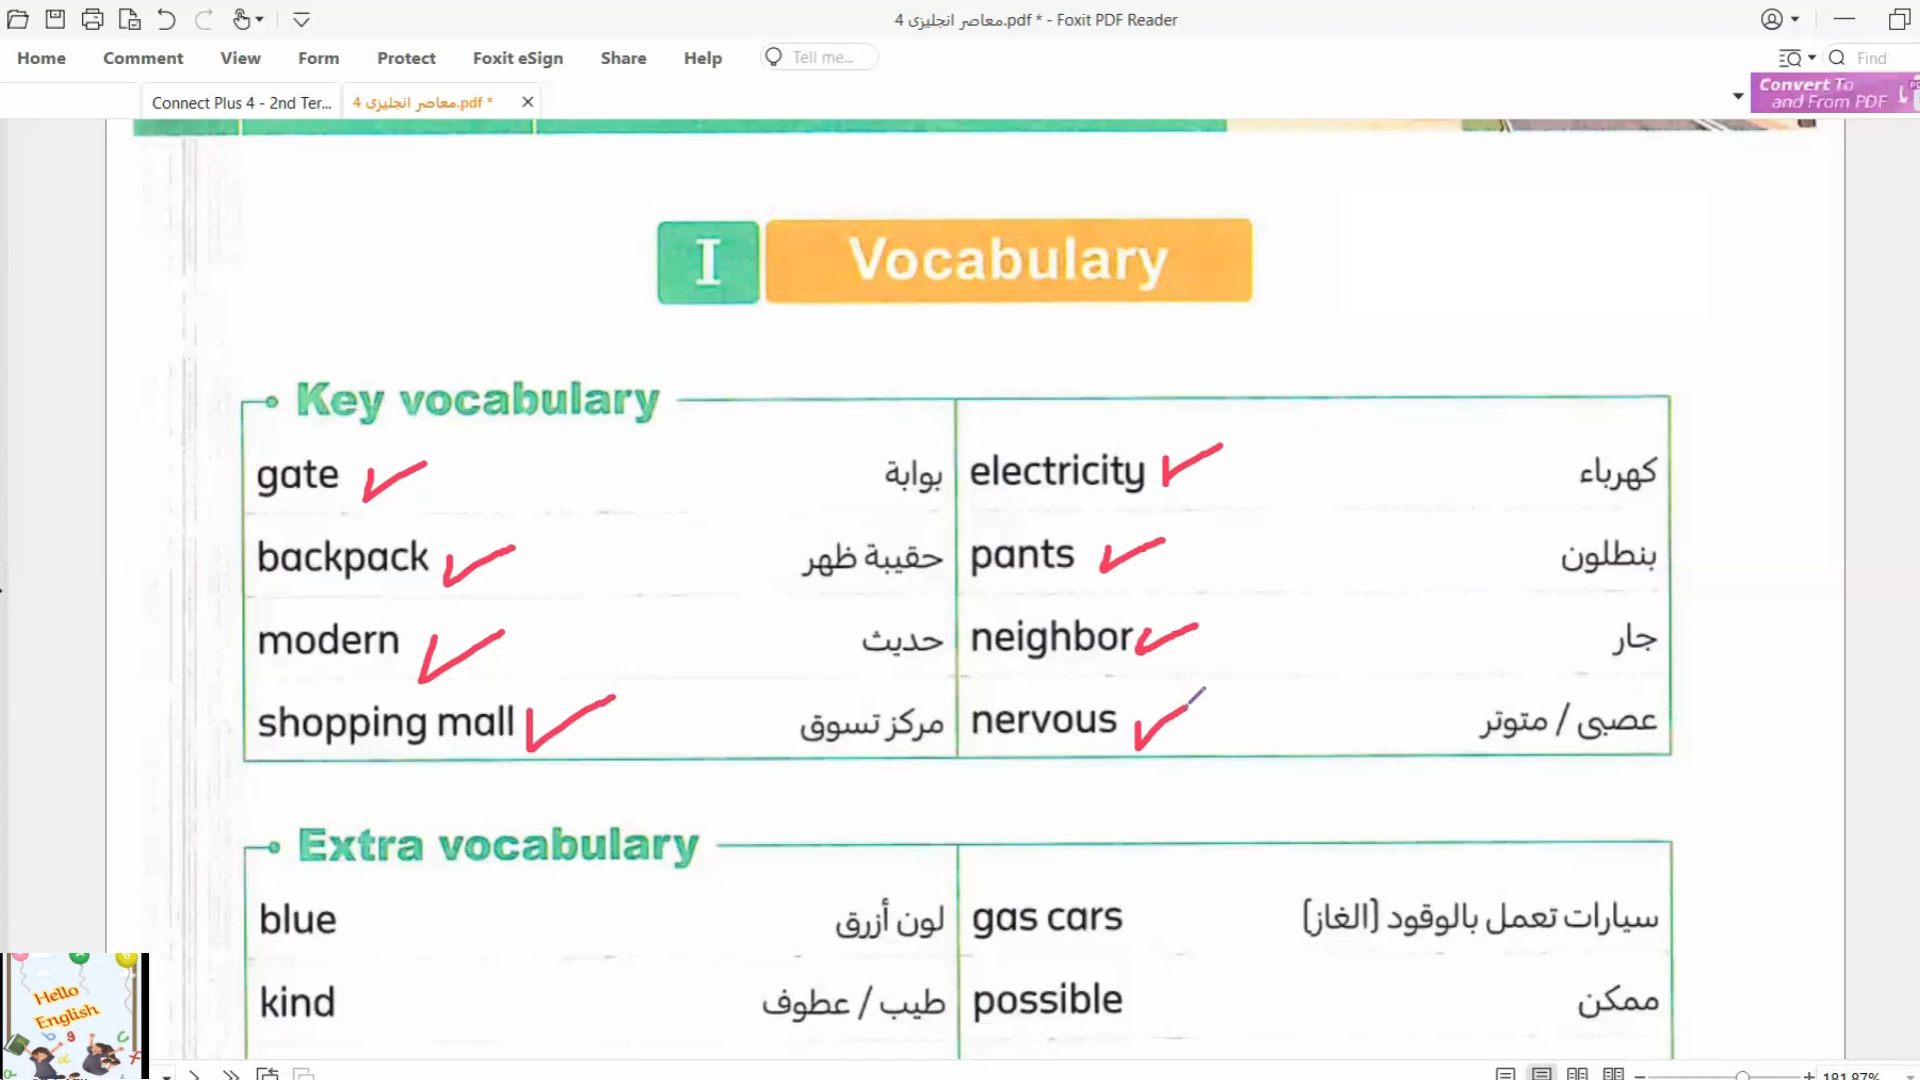 معاصر انجليزى 4.pdf * - Foxit PDF Reader
Home Comment View Form Protect Foxit eSign Share Help Tell me... Find
Connect Plus 4 - 2nd Ter... معاصر انجليزى 4.pdf *
Convert To
and From PDF
I Vocabulary
Key vocabulary
gate بوابة electricity كهرباء
backpack حقيبة ظهر pants بنطلون
modern حديث neighbor جار
shopping mall مركز تسوق nervous عصبى / متوتر
Extra vocabulary
blue لون أزرق gas cars سيارات تعمل بالوقود (الغاز)
kind طيب / عطوف possible ممكن
Hello
English
181.87%